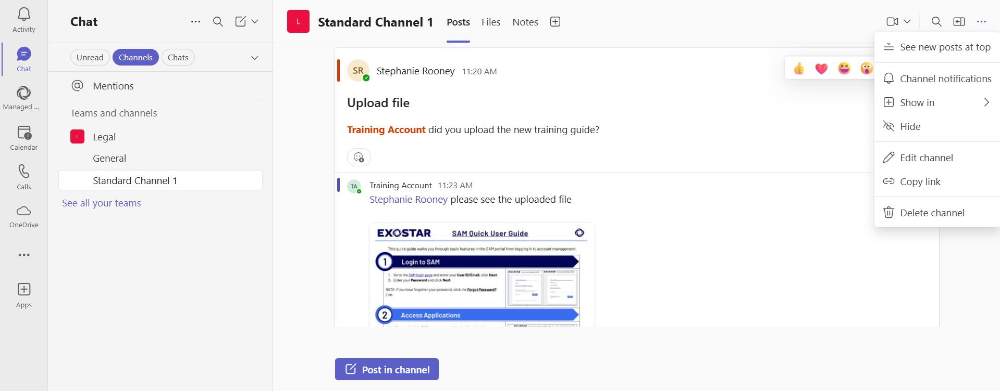 Activity
Chat
Managed ...
Calendar
Calls
OneDrive
Apps
Chat
Unread
Channels
Chats
Mentions
Teams and channels
L
Legal
General
Standard Channel 1
See all your teams
L
Standard Channel 1
Posts
Files
Notes
SR
Stephanie Rooney 11:20 AM
Upload file
Training Account did you upload the new training guide?
TA
Training Account 11:23 AM
Stephanie Rooney please see the uploaded file
EXOSTAR
SAM Quick User Guide
This quick guide walks you through basic features in the SAM portal from logging in to account management.
1
Login to SAM
1. Go to the SAM login page and enter your User ID/Email, click Next.
2. Enter your Password and click Next.
NOTE: If you have forgotten your password, click the Forgot Password?
Link.
EXOSTAR
EXOSTAR
2
Access Applications
Post in channel
See new posts at top
Channel notifications
Show in
Hide
Edit channel
Copy link
Delete channel